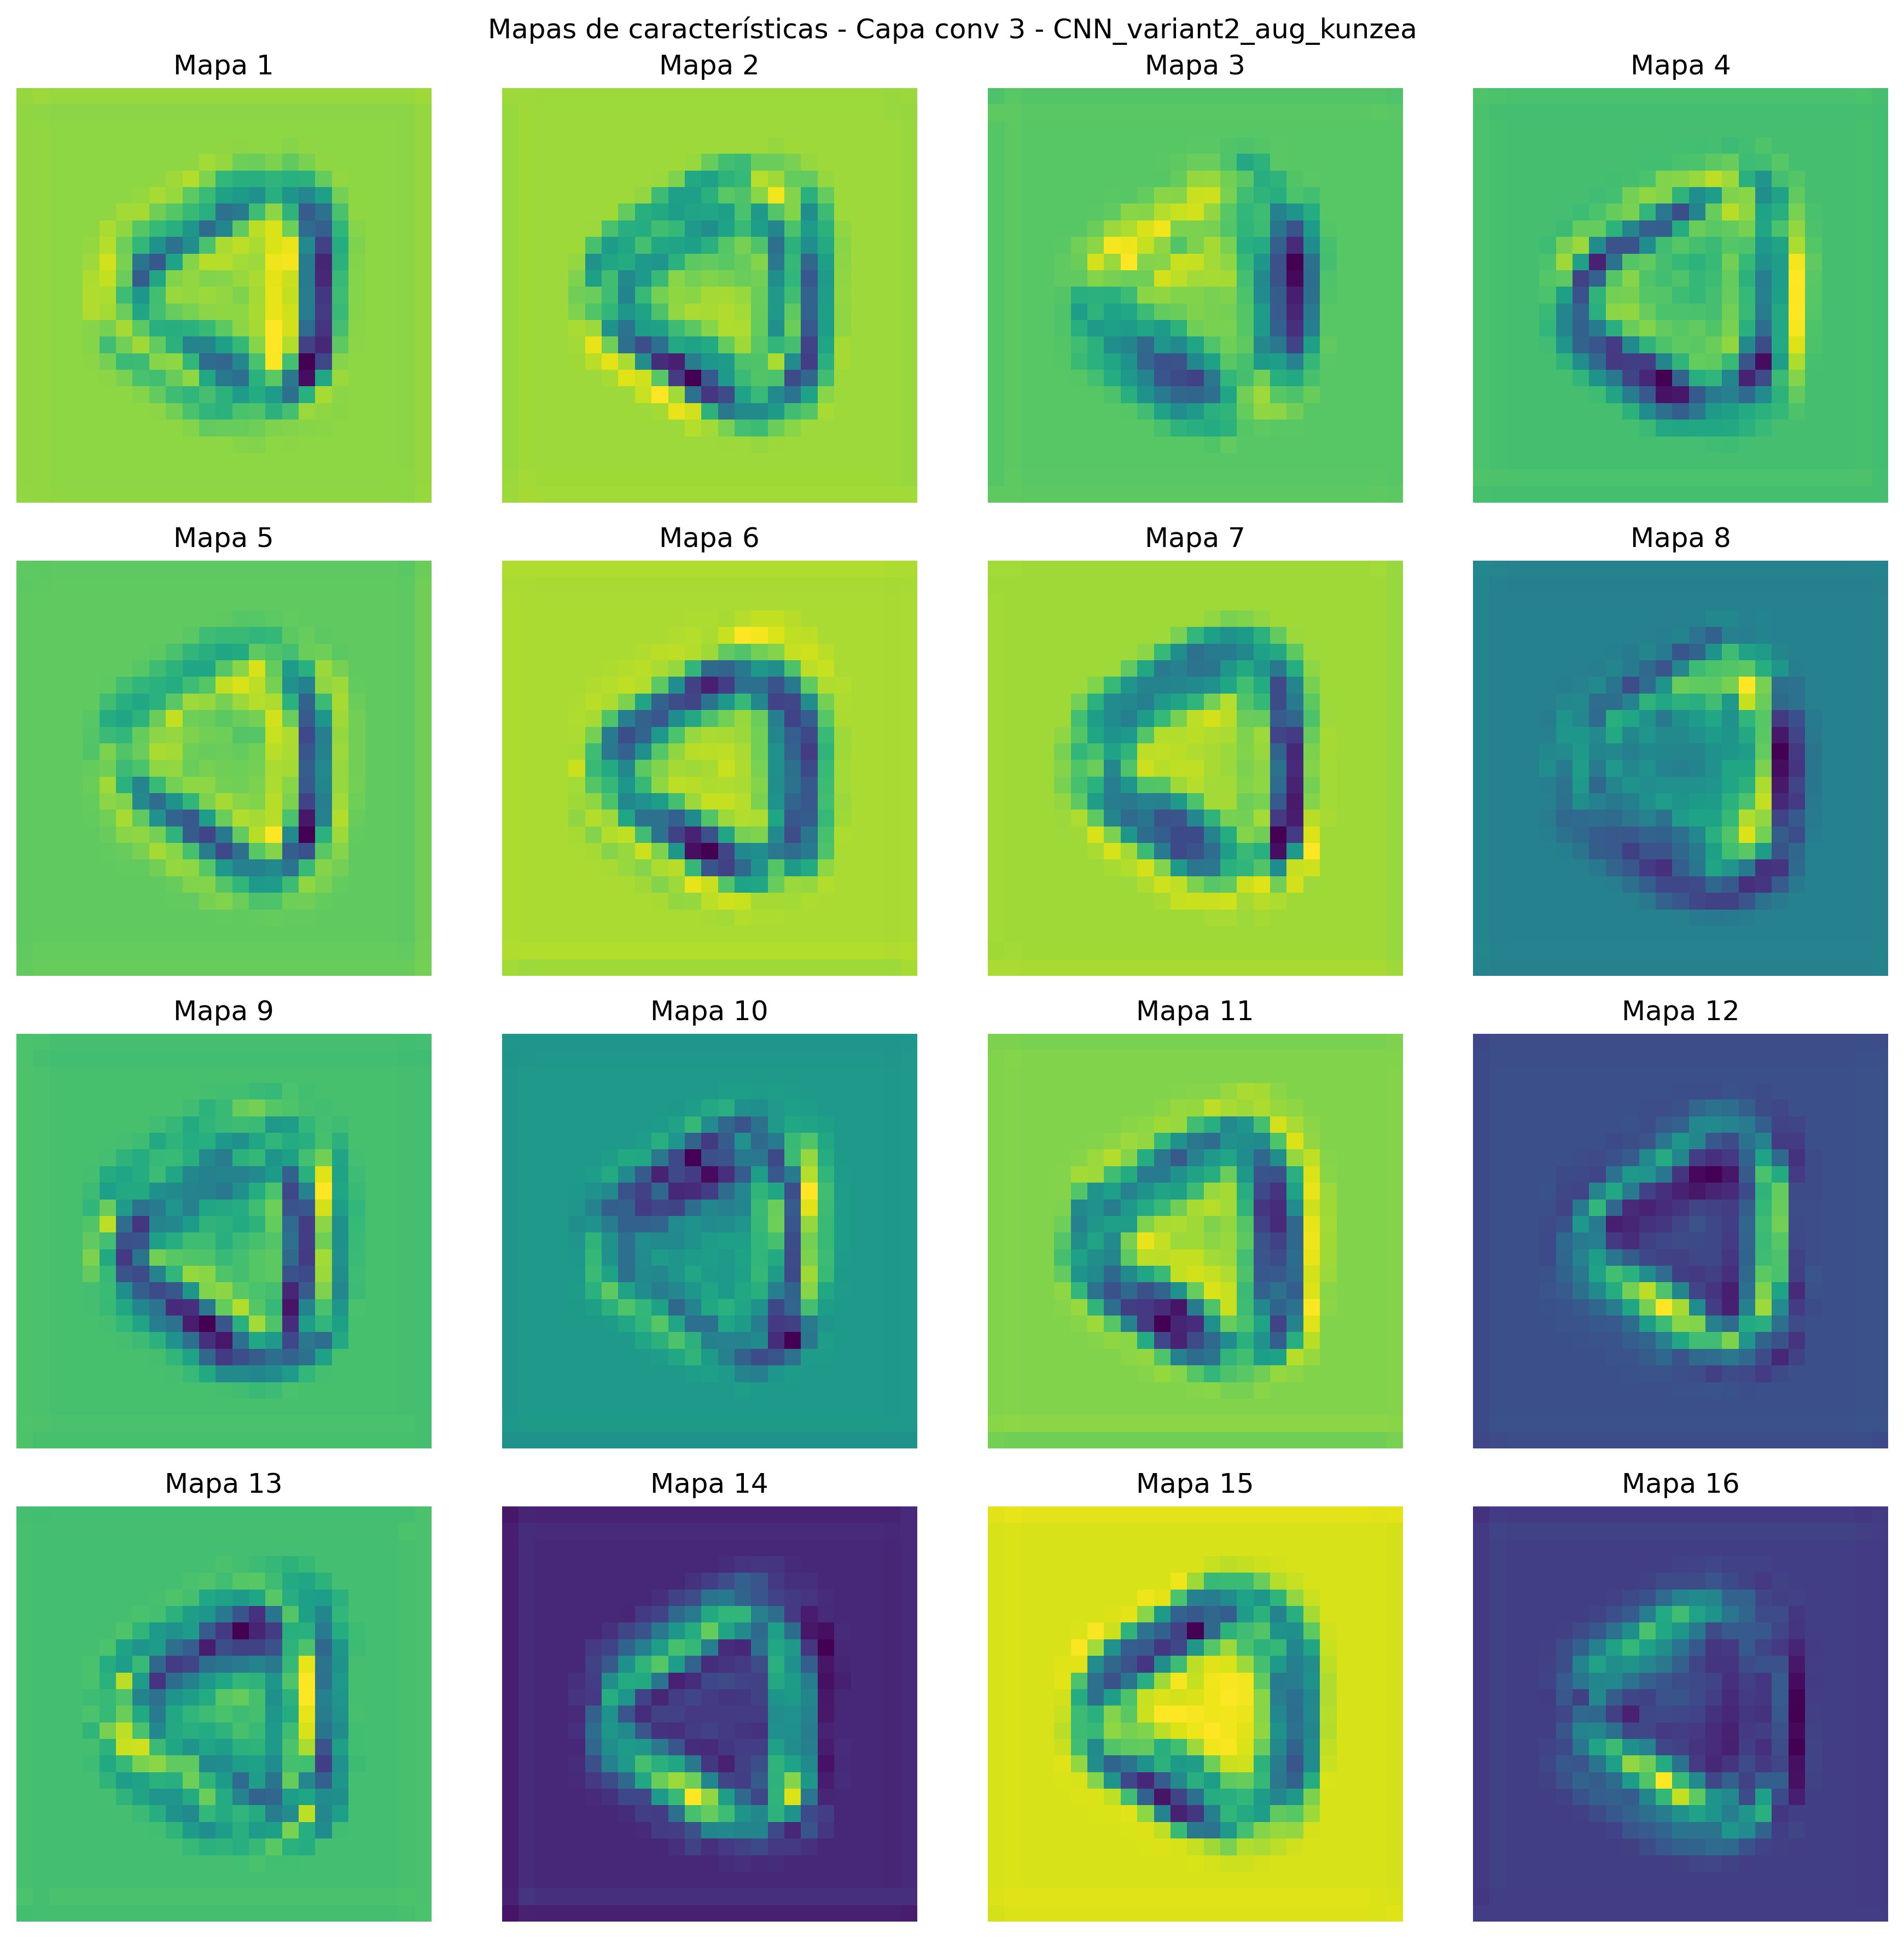 Mapas de características - Capa conv 3 - CNN_variant2_aug_kunzea
Mapa 1
Mapa 2
Mapa 3
Mapa 4
Mapa 5
Mapa 6
Mapa 7
Mapa 8
Mapa 9
Mapa 10
Mapa 11
Mapa 12
Mapa 13
Mapa 14
Mapa 15
Mapa 16